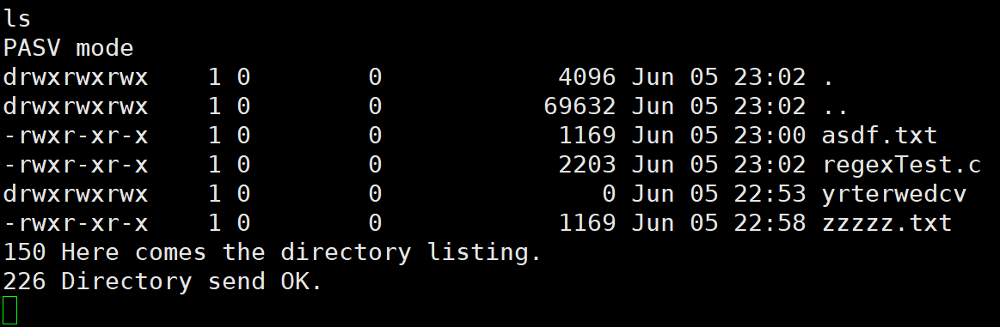 ls
PASV mode
drwxrwxrwx    1 0        0            4096 Jun 05 23:02 .
drwxrwxrwx    1 0        0           69632 Jun 05 23:02 ..
-rwxr-xr-x    1 0        0            1169 Jun 05 23:00 asdf.txt
-rwxr-xr-x    1 0        0            2203 Jun 05 23:02 regexTest.c
drwxrwxrwx    1 0        0               0 Jun 05 22:53 yrterwedcv
-rwxr-xr-x    1 0        0            1169 Jun 05 22:58 zzzzz.txt
150 Here comes the directory listing.
226 Directory send OK.